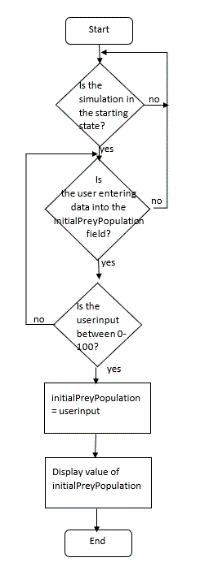 Start
Is the
simulation in
the starting
state?
no
yes
Is
the user entering
data into the
initialPreyPopulation
field?
no
yes
Is the
userinput
between 0-
100?
no
yes
initialPreyPopulation
= userinput
Display value of
initialPreyPopulation
End